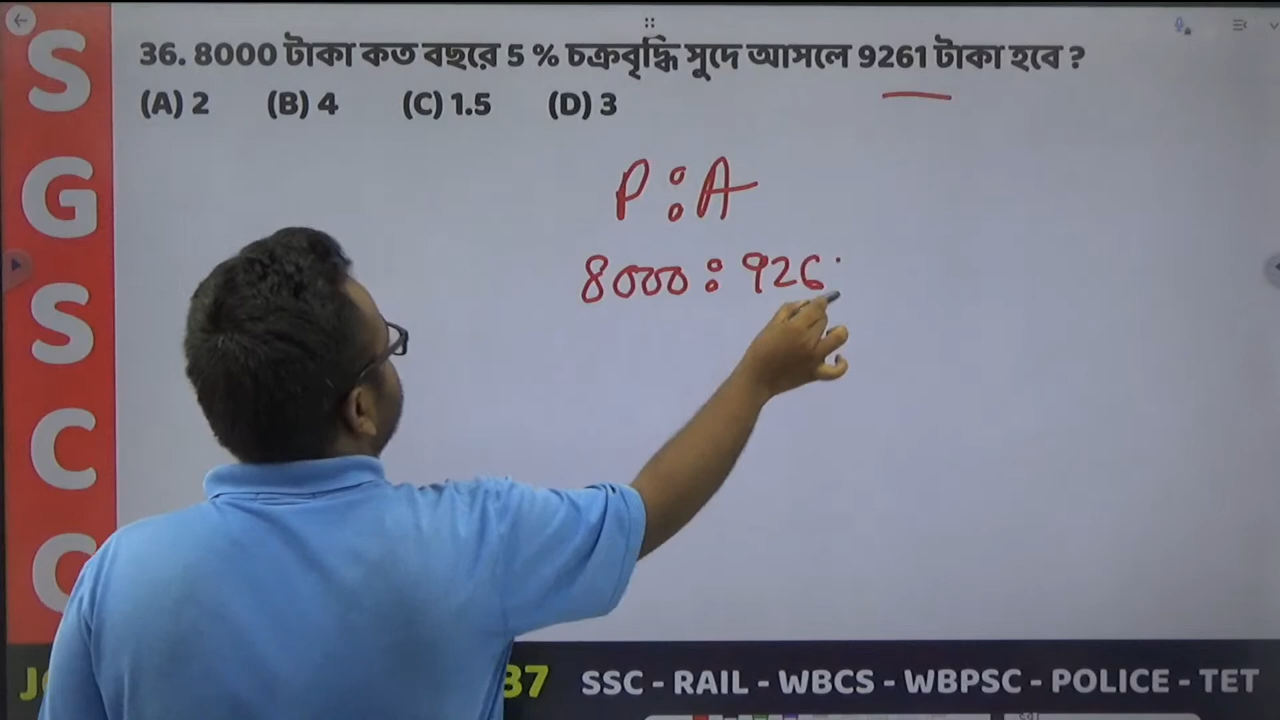 36. 8000 টাকা কত বছরে 5 % চক্রবৃদ্ধি সুদে আসলে 9261 টাকা হবে ?
(A) 2 (B) 4 (C) 1.5 (D) 3
P : A
8000 : 926
S
G
S
C
37
SSC - RAIL - WBCS - WBPSC - POLICE - TET